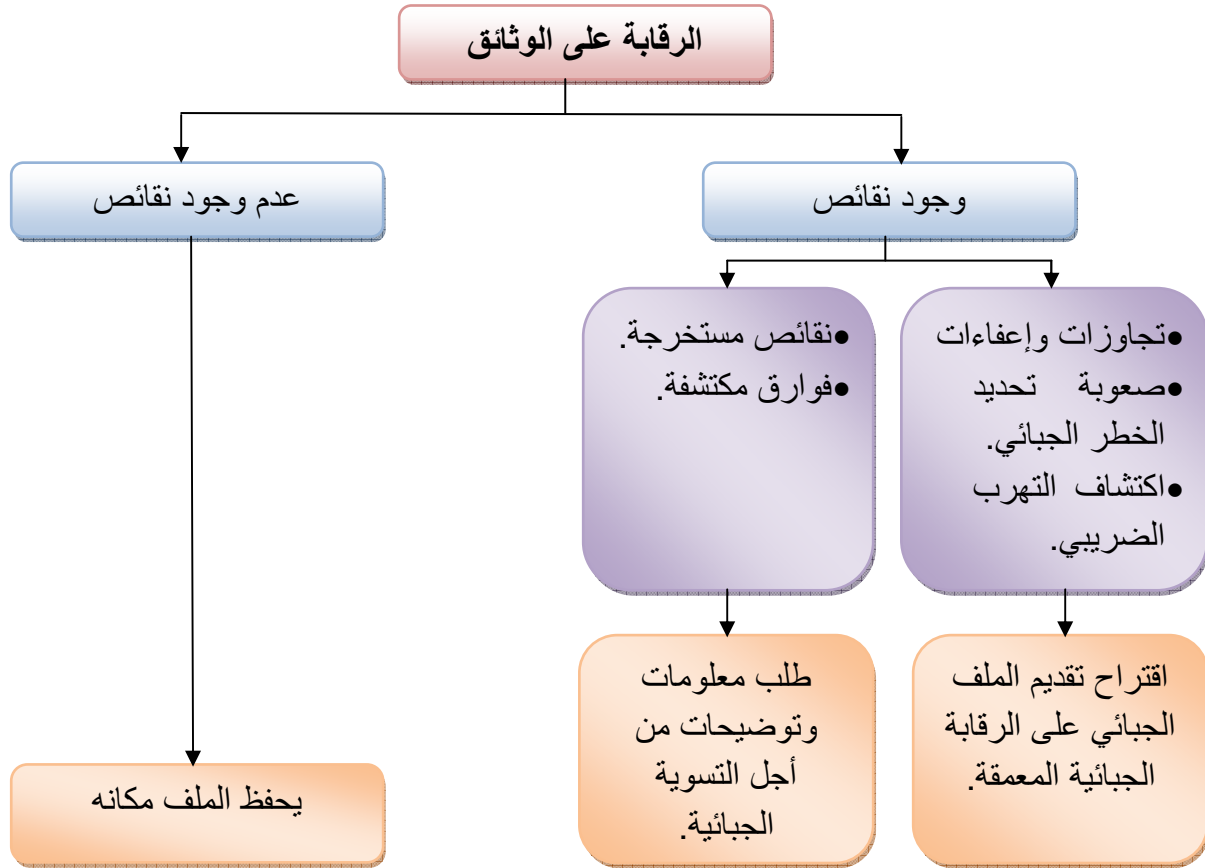 الرقابة على الوثائق
وجود نقائص
عدم وجود نقائص
•تجاوزات وإعفاءات
•صعوبة تحديد
الخطر الجبائي.
•اكتشاف التهرب
الضريبي.
•نقائص مستخرجة.
•فوارق مكتشفة.
اقتراح تقديم الملف
الجبائي على الرقابة
الجبائية المعمقة.
طلب معلومات
وتوضيحات من
أجل التسوية
الجبائية.
يحفظ الملف مكانه